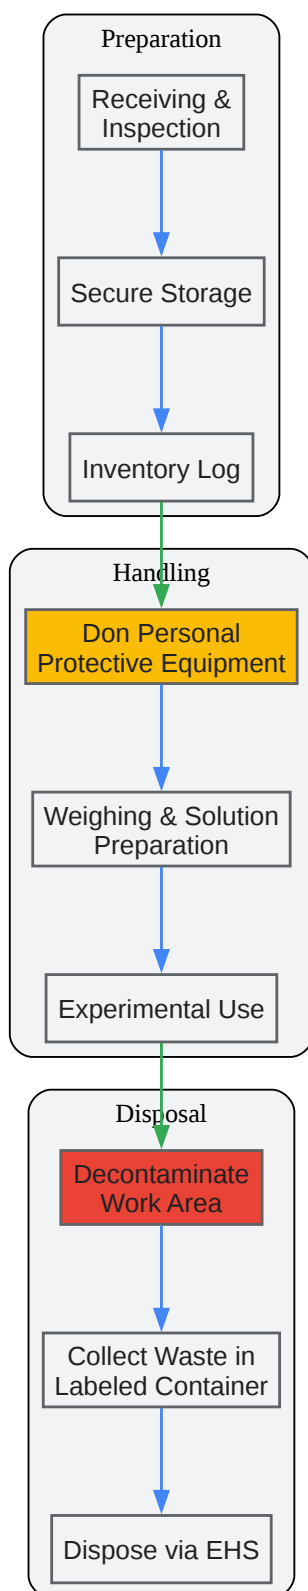 Preparation
Receiving &
Inspection
Secure Storage
Inventory Log
Handling
Don Personal
Protective Equipment
Weighing & Solution
Preparation
Experimental Use
Disposal
Decontaminate
Work Area
Collect Waste in
Labeled Container
Dispose via EHS